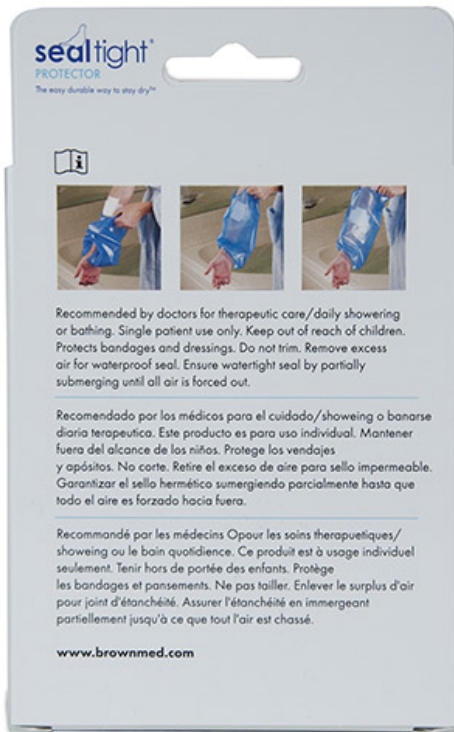 sealtight®
PROTECTOR
The easy durable way to stay dry™
Recommended by doctors for therapeutic care/daily showering
or bathing. Single patient use only. Keep out of reach of children.
Protects bandages and dressings. Do not trim. Remove excess
air for waterproof seal. Ensure watertight seal by partially
submerging until all air is forced out.
Recomendado por los médicos para el cuidado/showeing o banarse
diaria terapeutica. Este producto es para uso individual. Mantener
fuera del alcance de los niños. Protege los vendajes
y apósitos. No corte. Retire el exceso de aire para sello impermeable.
Garantizar el sello hermético sumergiendo parcialmente hasta que
todo el aire es forzado hacia fuera.
Recommandé par les médecins Opour les soins therapuetiques/
showeing ou le bain quotidience. Ce produit est à usage individuel
seulement. Tenir hors de portée des enfants. Protège
les bandages et pansements. Ne pas tailler. Enlever le surplus d'air
pour joint d'étanchéité. Assurer l'étanchéité en immergeant
partiellement jusqu'à ce que tout l'air est chassé.
www.brownmed.com